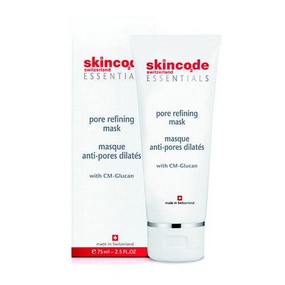 skincode
switzerland
ESSENTIALS
pore refining
mask
masque
anti-pores dilatés
with CM-Glucan
made in Switzerland
℮ 75 ml - 2.5 FL. OZ
skincode
switzerland
ESSENTIALS
pore refining
mask
masque
anti-pores dilatés
with CM-Glucan
made in Switzerland